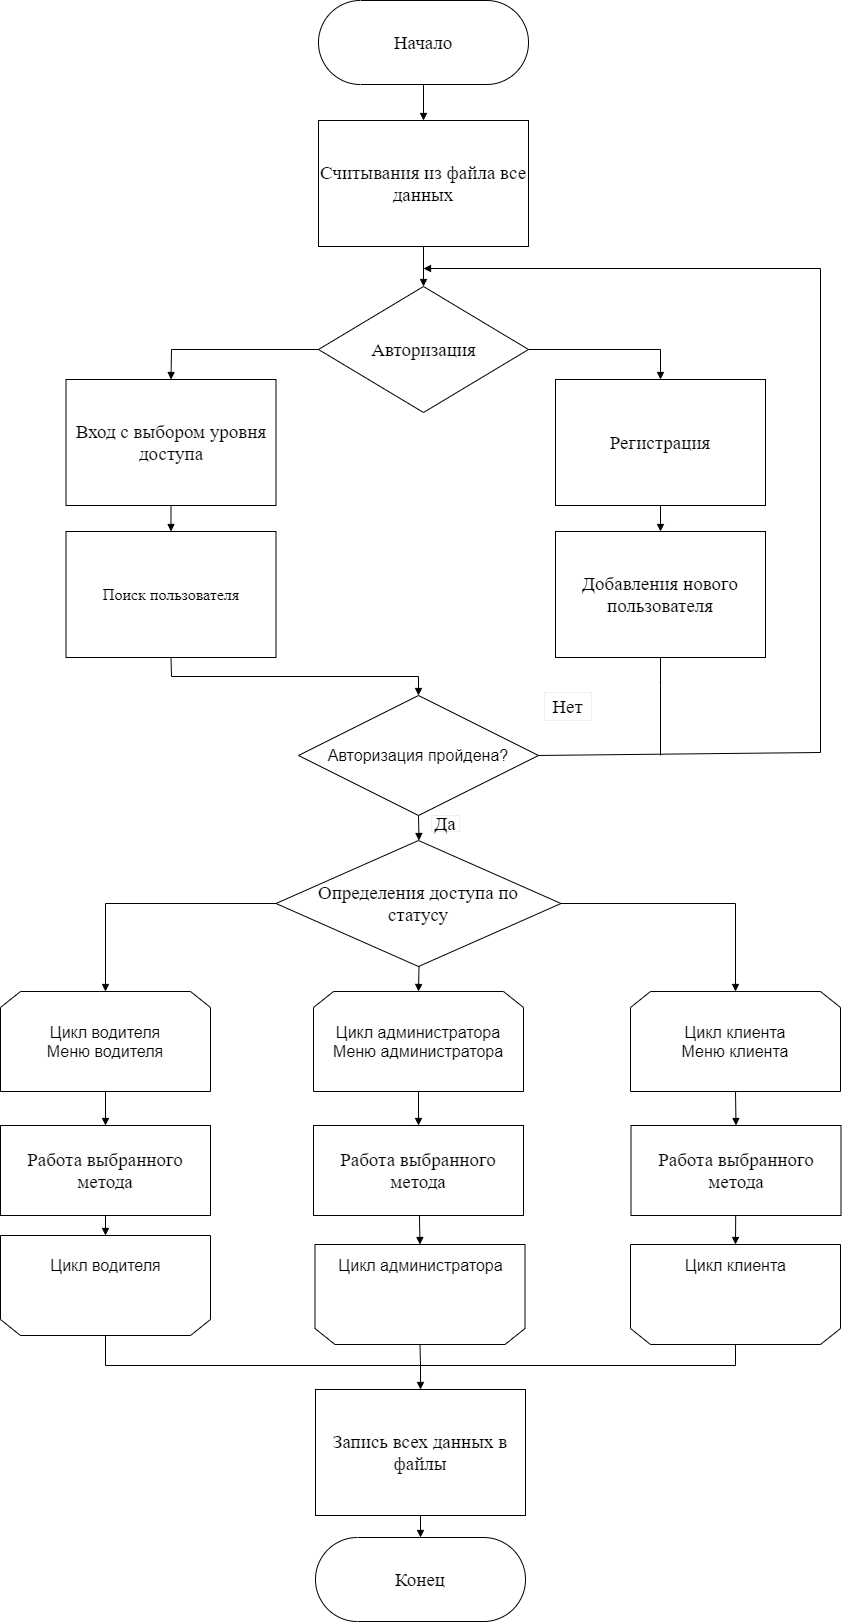 Начало
Считывания из файла все
данных
Авторизация
Вход с выбором уровня
доступа
Регистрация
Поиск пользователя
Добавления нового
пользователя
Нет
Авторизация пройдена?
Да
Определения доступа по
статусу
Цикл водителя
Меню водителя
Цикл администратора
Меню администратора
Цикл клиента
Меню клиента
Работа выбранного
метода
Работа выбранного
метода
Работа выбранного
метода
Цикл водителя
Цикл администратора
Цикл клиента
Запись всех данных в
файлы
Конец